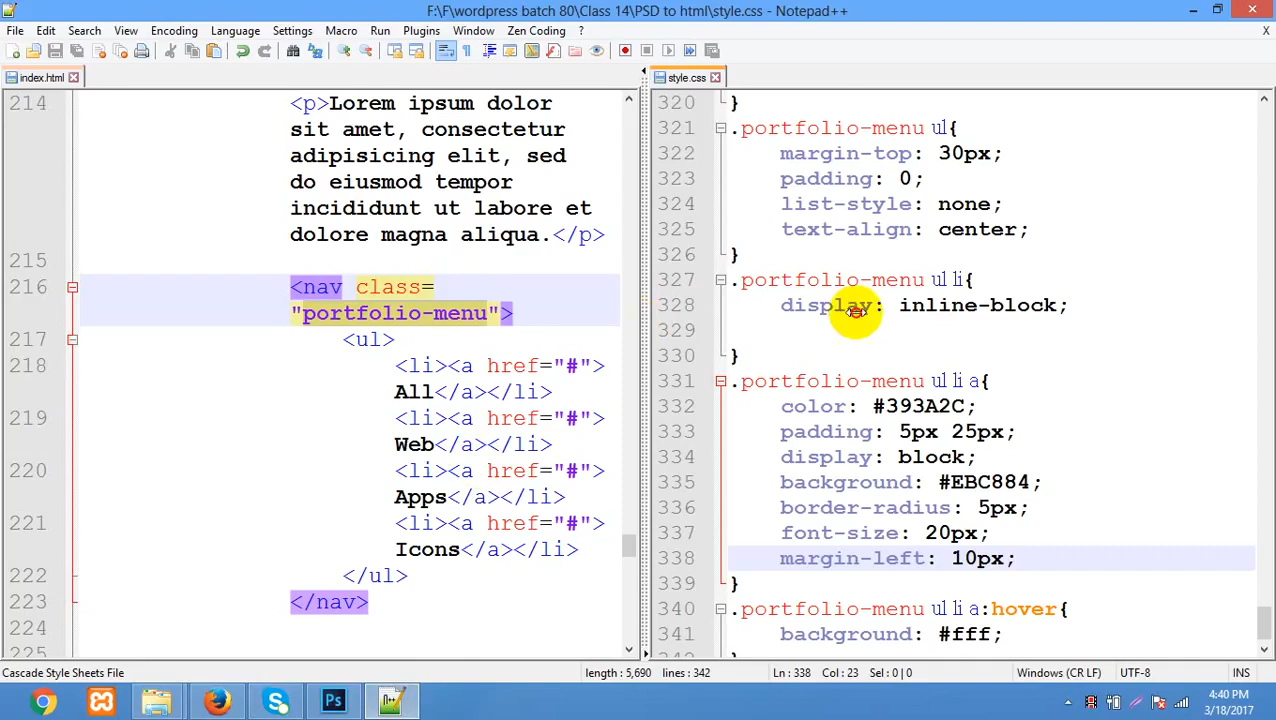 F:\F\wordpress batch 80\Class 14\PSD to html\style.css - Notepad++
File Edit Search View Encoding Language Settings Macro Run Plugins Window Zen Coding ? X
index.html
style.css
214 <p>Lorem ipsum dolor
sit amet, consectetur
adipisicing elit, sed
do eiusmod tempor
incididunt ut labore et
dolore magna aliqua.</p>
215
216 <nav class=
"portfolio-menu">
217 <ul>
218 <li><a href="#">
All</a></li>
219 <li><a href="#">
Web</a></li>
220 <li><a href="#">
Apps</a></li>
221 <li><a href="#">
Icons</a></li>
222 </ul>
223 </nav>
224
225
320 }
321 .portfolio-menu ul{
322 margin-top: 30px;
323 padding: 0;
324 list-style: none;
325 text-align: center;
326 }
327 .portfolio-menu ul li{
328 display: inline-block;
329
330 }
331 .portfolio-menu ul li a{
332 color: #393A2C;
333 padding: 5px 25px;
334 display: block;
335 background: #EBC884;
336 border-radius: 5px;
337 font-size: 20px;
338 margin-left: 10px;
339 }
340 .portfolio-menu ul li a:hover{
341 background: #fff;
342 }
Cascade Style Sheets File length : 5,690 lines : 342 Ln : 338 Col : 23 Sel : 0 | 0 Windows (CR LF) UTF-8 INS
Ps
4:40 PM
3/18/2017